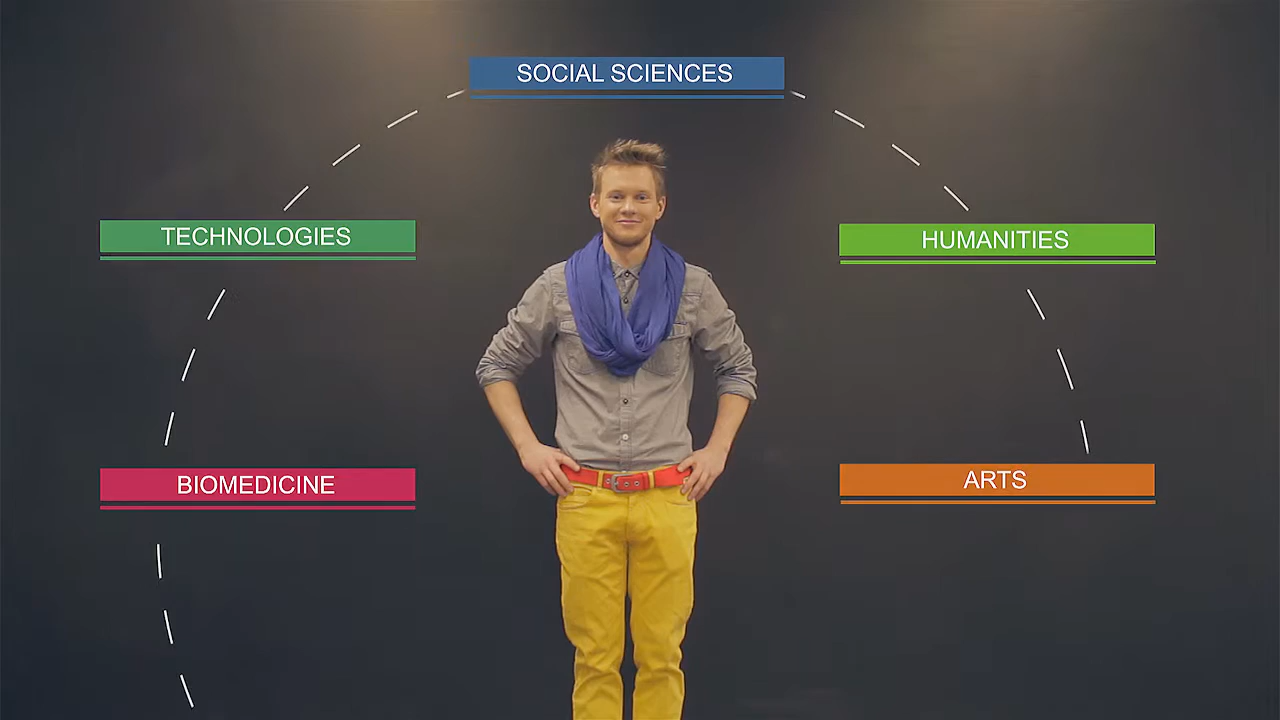 SOCIAL SCIENCES
TECHNOLOGIES
HUMANITIES
BIOMEDICINE
ARTS